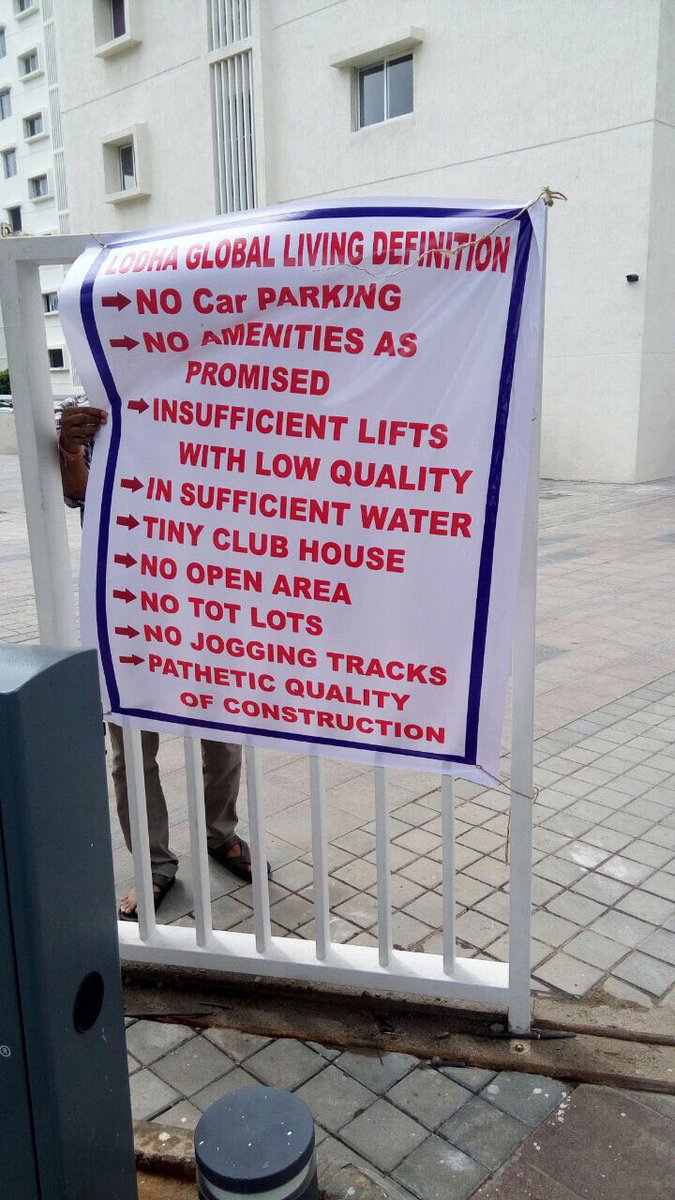 LODHA GLOBAL LIVING DEFINITION
→ NO Car PARKING
→ NO AMENITIES AS
PROMISED
→ INSUFFICIENT LIFTS
WITH LOW QUALITY
→ IN SUFFICIENT WATER
→ TINY CLUB HOUSE
→ NO OPEN AREA
→ NO TOT LOTS
→ NO JOGGING TRACKS
→ PATHETIC QUALITY
OF CONSTRUCTION
®